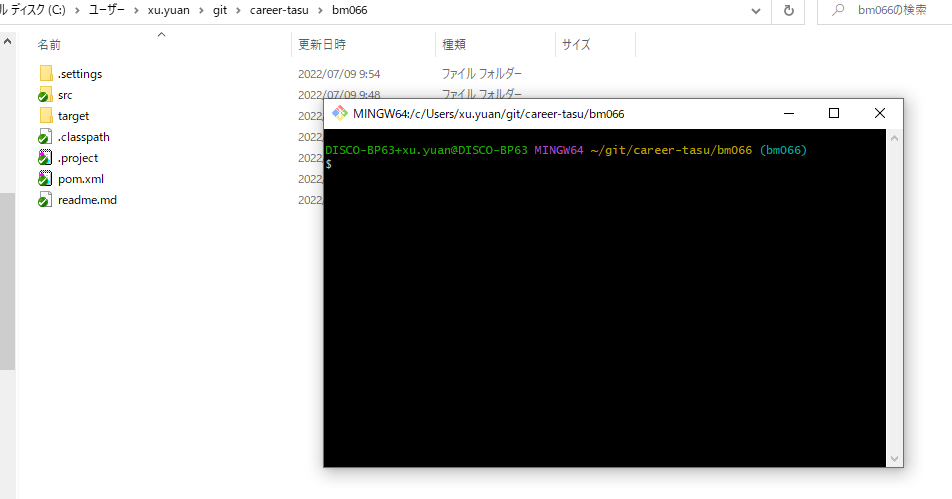 ル ディスク (C:) › ユーザー › xu.yuan › git › career-tasu › bm066
bm066の検索
名前 更新日時 種類 サイズ
.settings 2022/07/09 9:54 ファイル フォルダー
src 2022/07/09 9:48 ファイル フォルダー
target 2022/
.classpath 2022/
.project 2022/
pom.xml 2022/
readme.md 2022/
MINGW64:/c/Users/xu.yuan/git/career-tasu/bm066
DISCO-BP63+xu.yuan@DISCO-BP63 MINGW64 ~/git/career-tasu/bm066 (bm066)
$